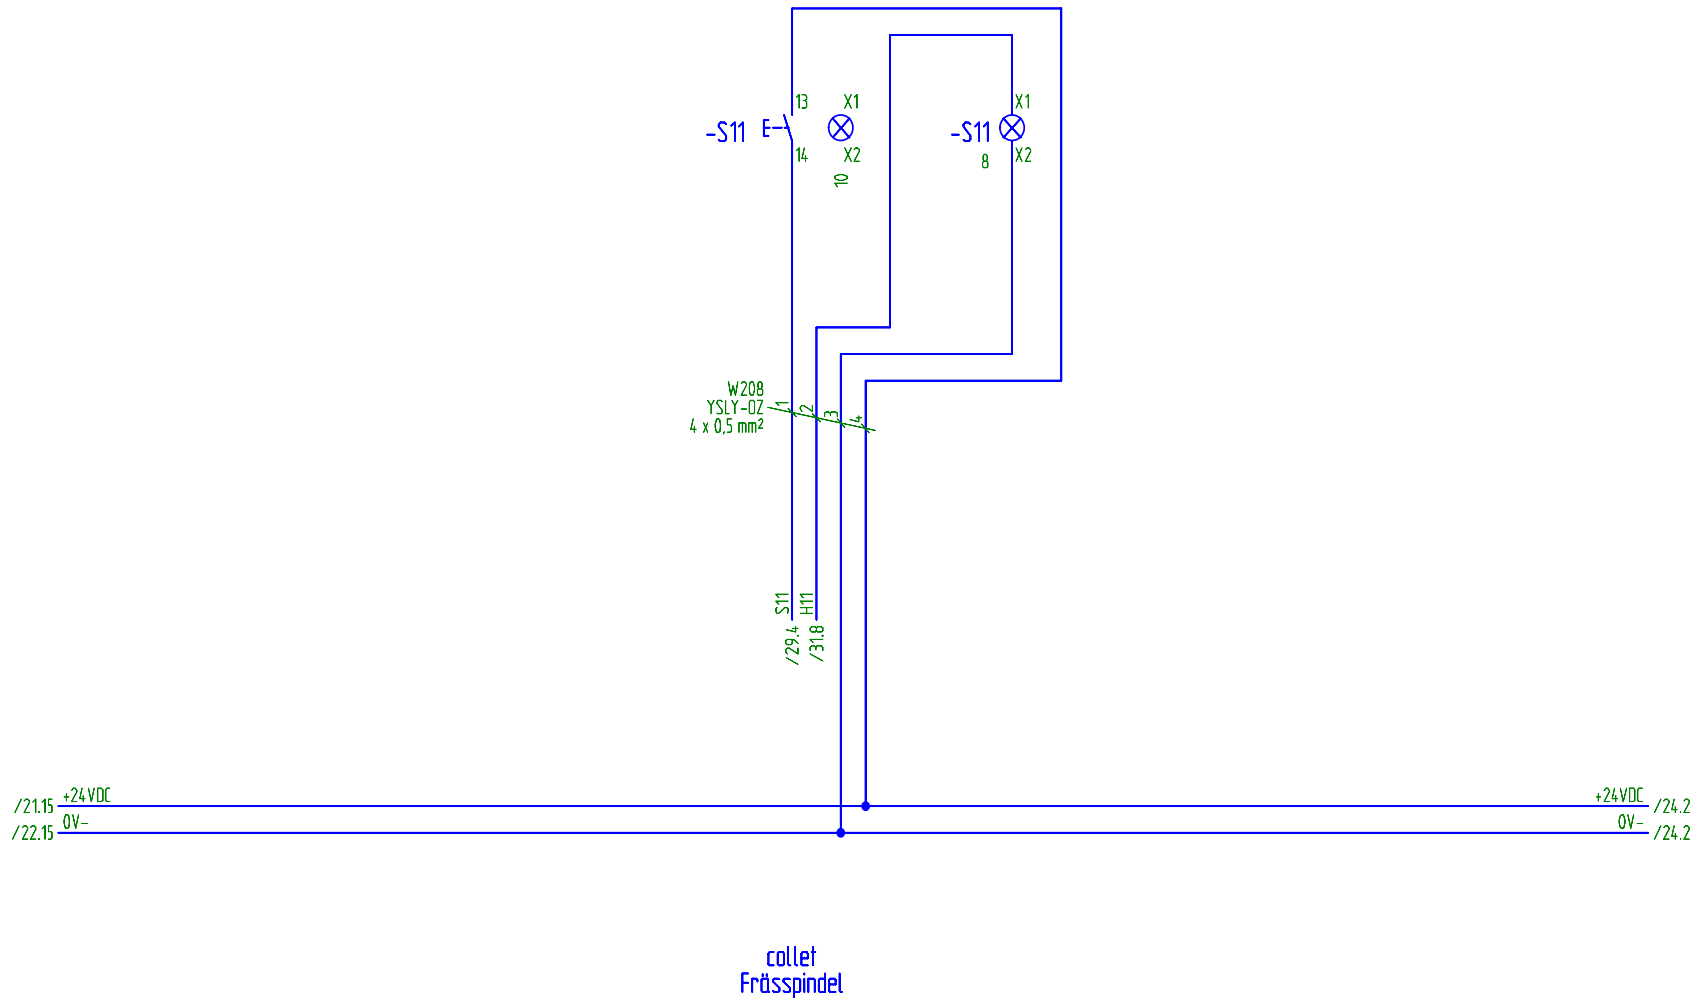 13
X1
X1
-S11
-S11
14
X2
8
X2
10
W208
YSLY-OZ
4 x 0,5 mm²
1
2
3
4
S11
H11
/29.4
/31.8
+24VDC
+24VDC
/21.15
/24.2
0V-
0V-
/22.15
/24.2
collet
Frässpindel